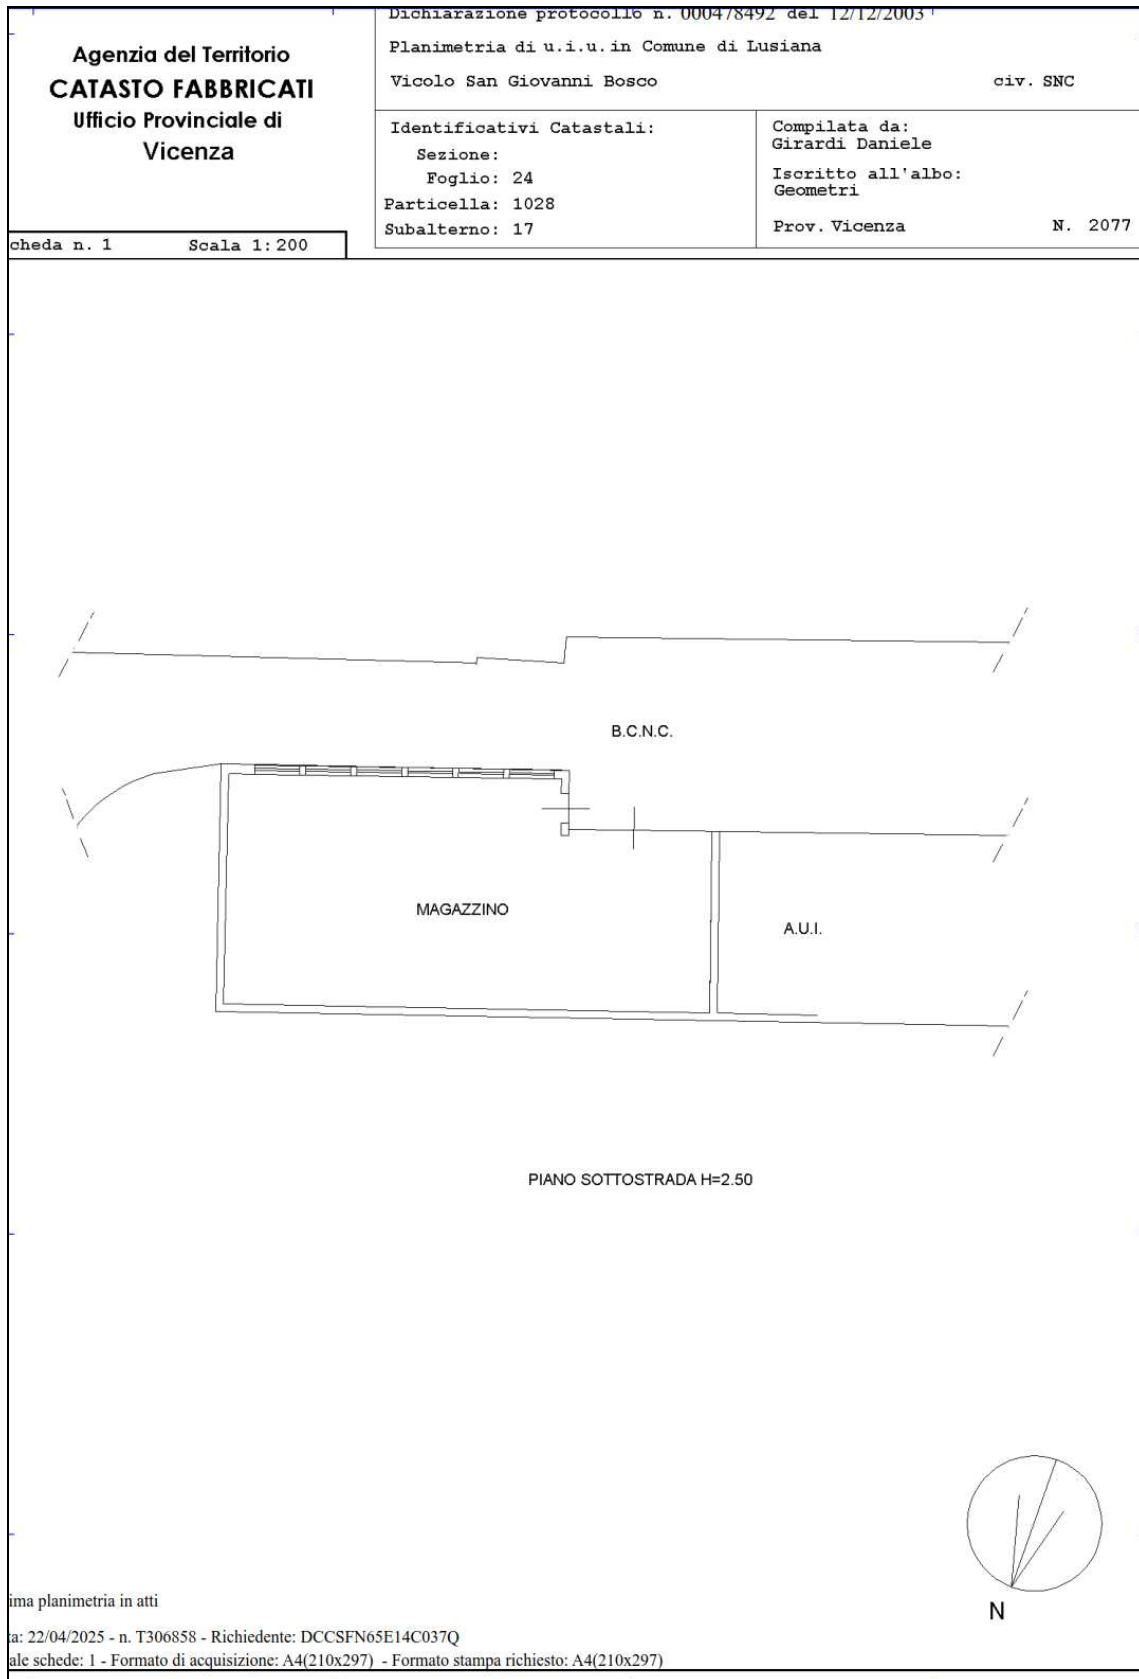 Dichiarazione protocollo n. 000478492 del 12/12/2003
Agenzia del Territorio
CATASTO FABBRICATI
Ufficio Provinciale di
Vicenza
Planimetria di u.i.u. in Comune di Lusiana
Vicolo San Giovanni Bosco civ. SNC
Identificativi Catastali:
Sezione:
Foglio: 24
Particella: 1028
Subalterno: 17
Compilata da:
Girardi Daniele
Iscritto all'albo:
Geometri
Prov. Vicenza N. 2077
cheda n. 1 Scala 1:200
B.C.N.C.
MAGAZZINO
A.U.I.
PIANO SOTTOSTRADA H=2.50
N
ima planimetria in atti
ta: 22/04/2025 - n. T306858 - Richiedente: DCCSFN65E14C037Q
ale schede: 1 - Formato di acquisizione: A4(210x297) - Formato stampa richiesto: A4(210x297)